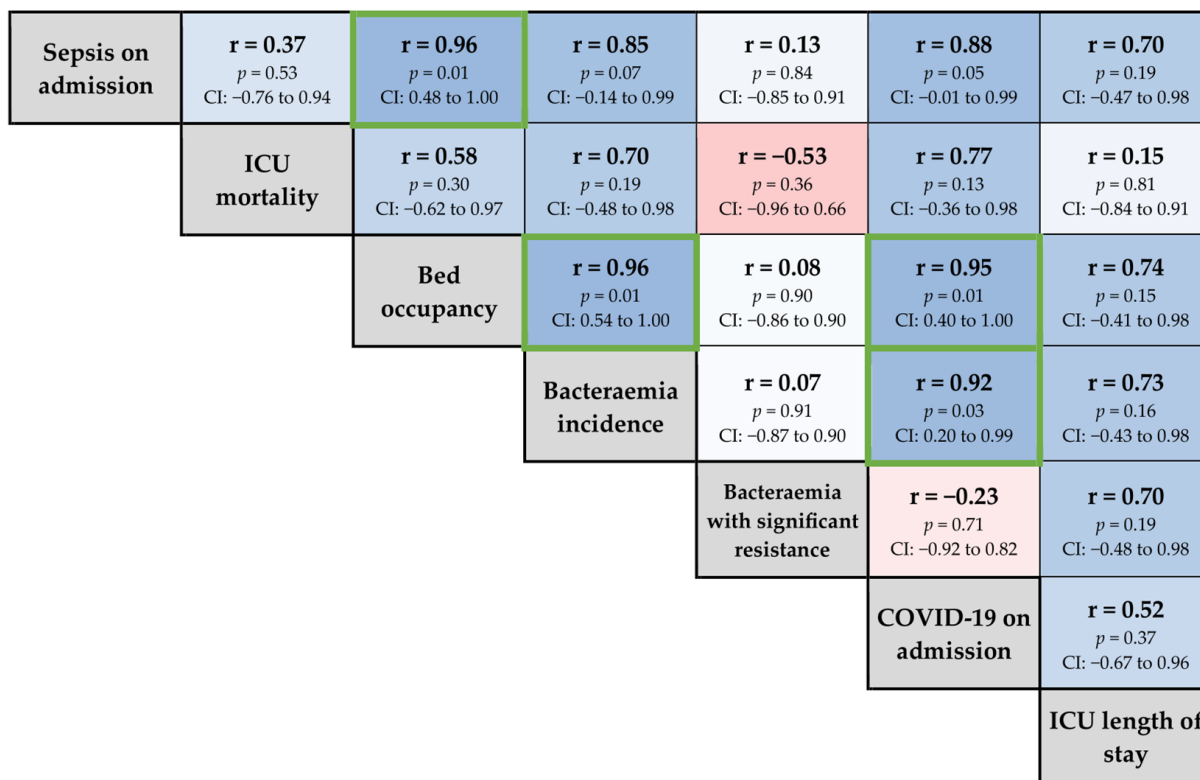 Sepsis on
admission
r = 0.37
p = 0.53
CI: −0.76 to 0.94
r = 0.96
p = 0.01
CI: 0.48 to 1.00
r = 0.85
p = 0.07
CI: −0.14 to 0.99
r = 0.13
p = 0.84
CI: −0.85 to 0.91
r = 0.88
p = 0.05
CI: −0.01 to 0.99
r = 0.70
p = 0.19
CI: −0.47 to 0.98
ICU
mortality
r = 0.58
p = 0.30
CI: −0.62 to 0.97
r = 0.70
p = 0.19
CI: −0.48 to 0.98
r = −0.53
p = 0.36
CI: −0.96 to 0.66
r = 0.77
p = 0.13
CI: −0.36 to 0.98
r = 0.15
p = 0.81
CI: −0.84 to 0.91
Bed
occupancy
r = 0.96
p = 0.01
CI: 0.54 to 1.00
r = 0.08
p = 0.90
CI: −0.86 to 0.90
r = 0.95
p = 0.01
CI: 0.40 to 1.00
r = 0.74
p = 0.15
CI: −0.41 to 0.98
Bacteraemia
incidence
r = 0.07
p = 0.91
CI: −0.87 to 0.90
r = 0.92
p = 0.03
CI: 0.20 to 0.99
r = 0.73
p = 0.16
CI: −0.43 to 0.98
Bacteraemia
with significant
resistance
r = −0.23
p = 0.71
CI: −0.92 to 0.82
r = 0.70
p = 0.19
CI: −0.48 to 0.98
COVID-19 on
admission
r = 0.52
p = 0.37
CI: −0.67 to 0.96
ICU length of
stay